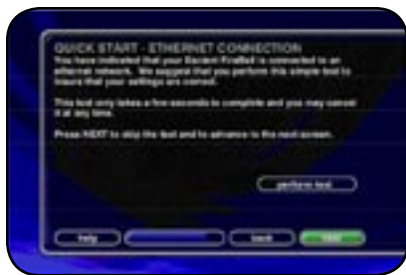 QUICK START - ETHERNET CONNECTION
You have indicated that your Escient FireBall is connected to an
ethernet network. We suggest that you perform this simple test to
insure that your settings are correct.
This test only takes a few seconds to complete and you may cancel
it at any time.
Press NEXT to skip the test and to advance to the next screen.
perform test
help
back
next